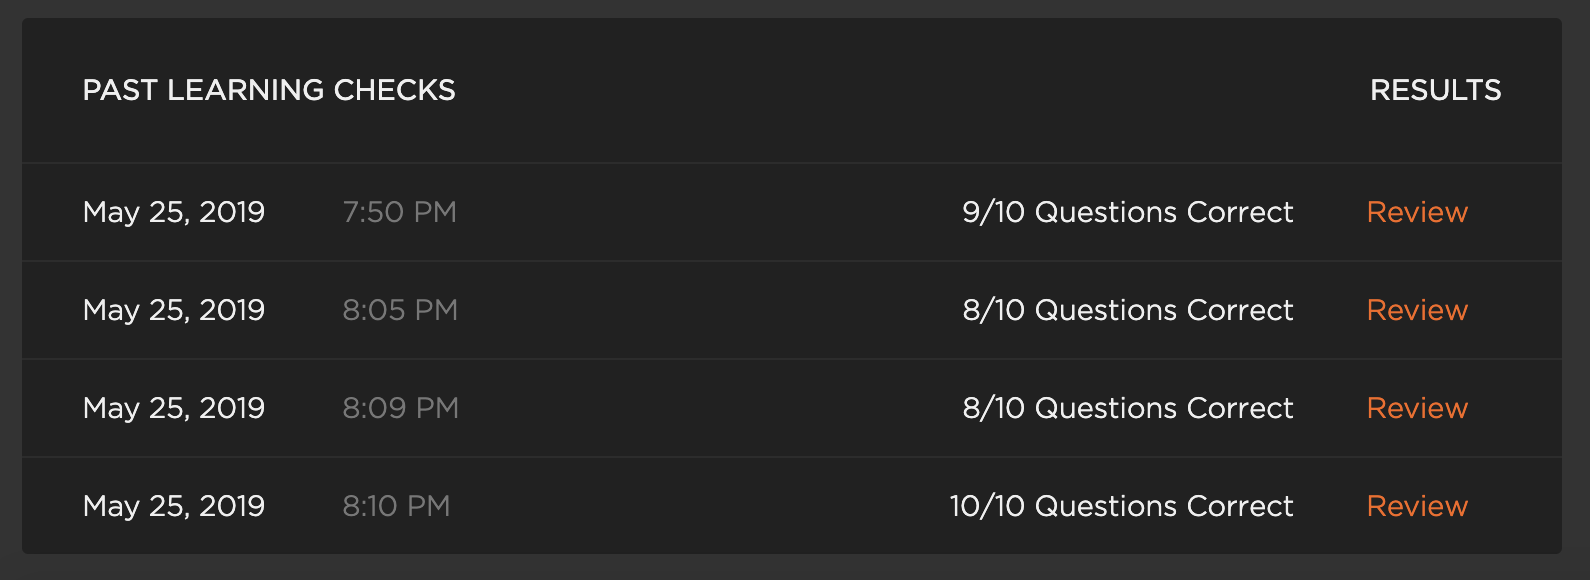 PAST LEARNING CHECKS RESULTS
May 25, 2019 7:50 PM 9/10 Questions Correct Review
May 25, 2019 8:05 PM 8/10 Questions Correct Review
May 25, 2019 8:09 PM 8/10 Questions Correct Review
May 25, 2019 8:10 PM 10/10 Questions Correct Review